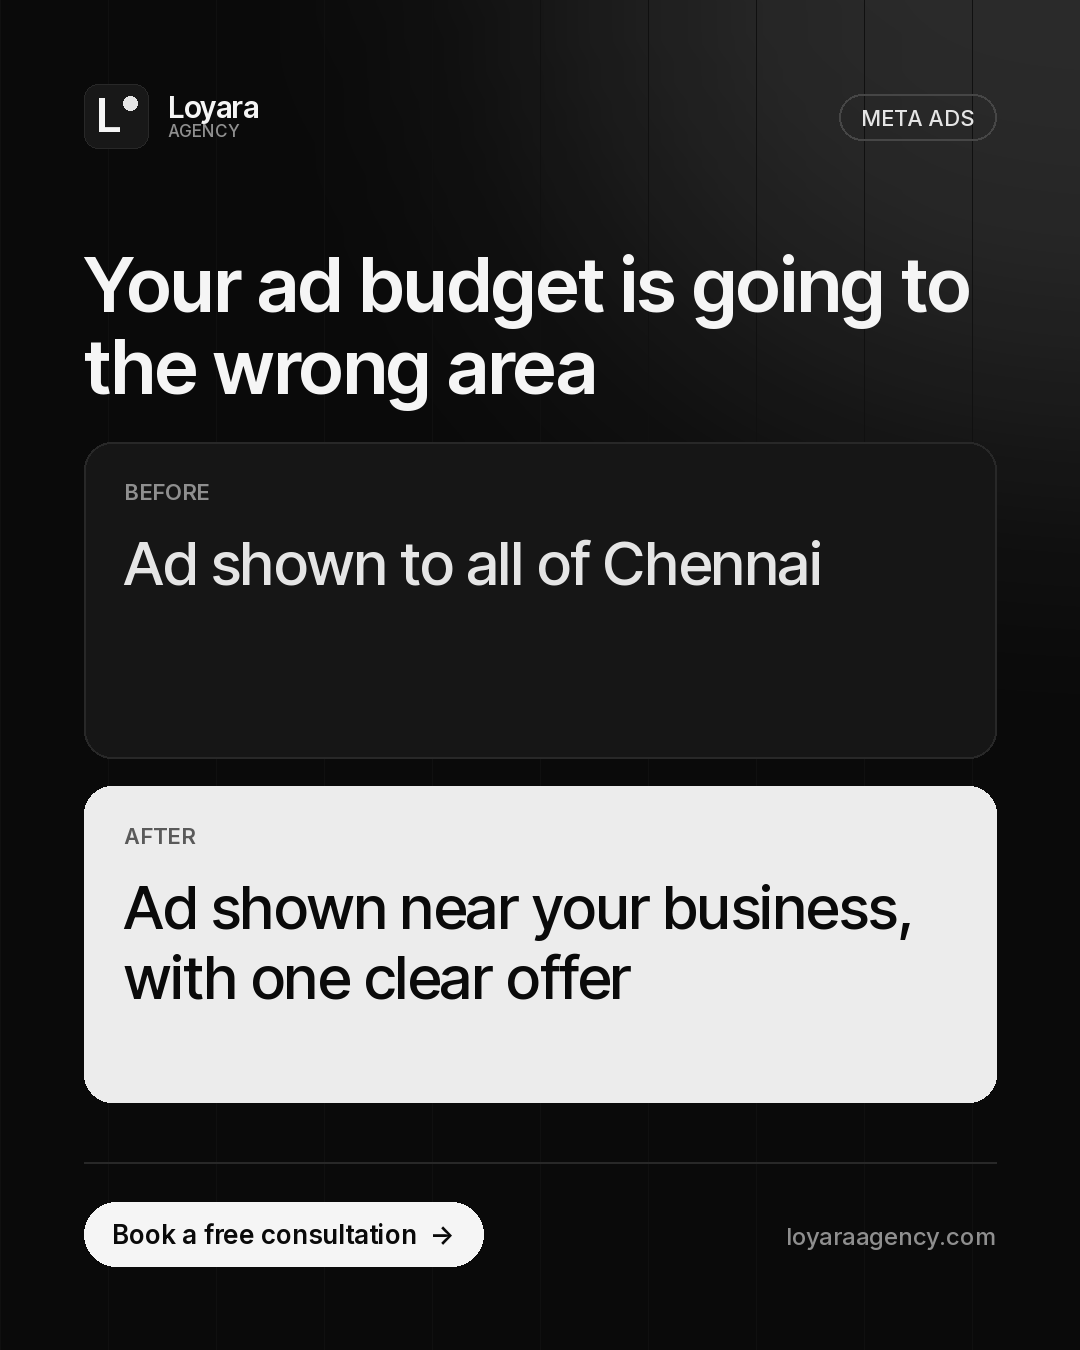 Loyara
AGENCY
META ADS
Your ad budget is going to
the wrong area
BEFORE
Ad shown to all of Chennai
AFTER
Ad shown near your business,
with one clear offer
Book a free consultation →
loyaraagency.com